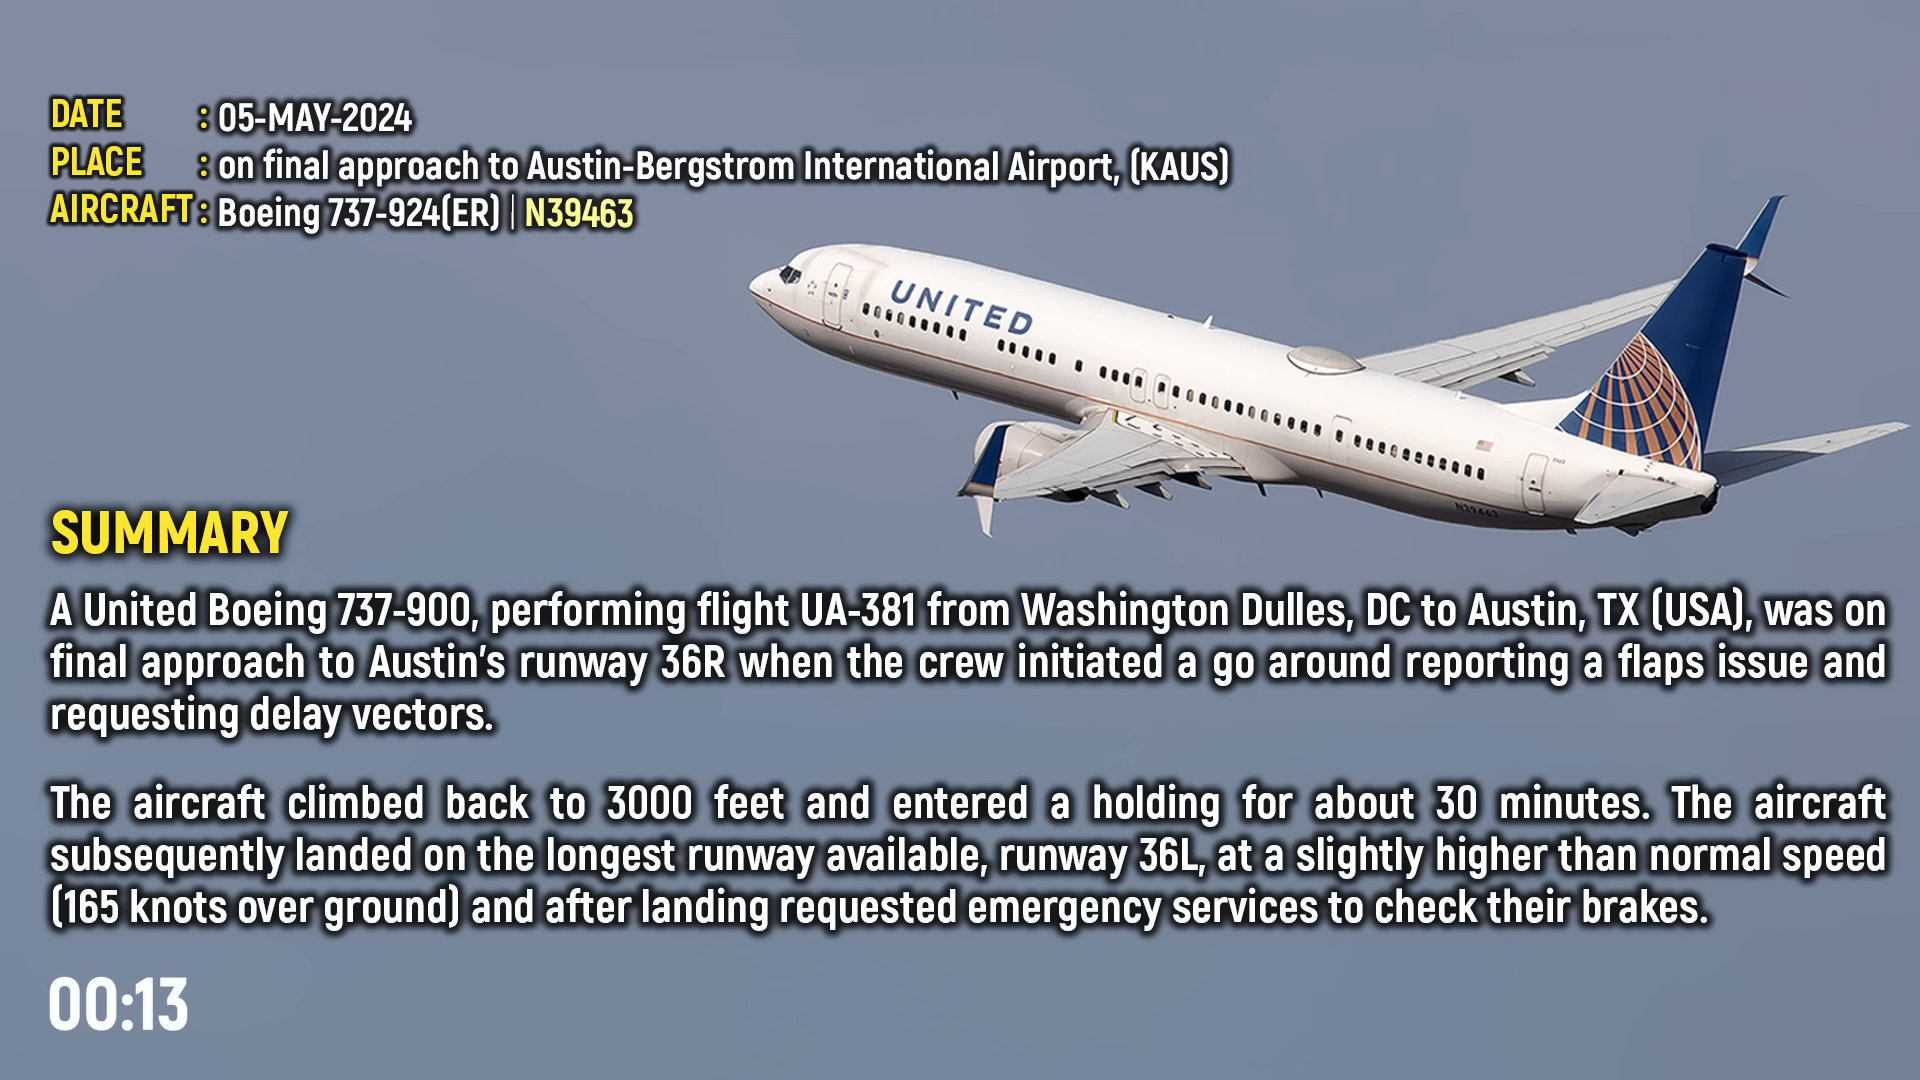 DATE : 05-MAY-2024
PLACE : on final approach to Austin-Bergstrom International Airport, (KAUS)
AIRCRAFT : Boeing 737-924(ER) | N39463
UNITED
N39463
SUMMARY
A United Boeing 737-900, performing flight UA-381 from Washington Dulles, DC to Austin, TX (USA), was on
final approach to Austin's runway 36R when the crew initiated a go around reporting a flaps issue and
requesting delay vectors.
The aircraft climbed back to 3000 feet and entered a holding for about 30 minutes. The aircraft
subsequently landed on the longest runway available, runway 36L, at a slightly higher than normal speed
(165 knots over ground) and after landing requested emergency services to check their brakes.
00:13